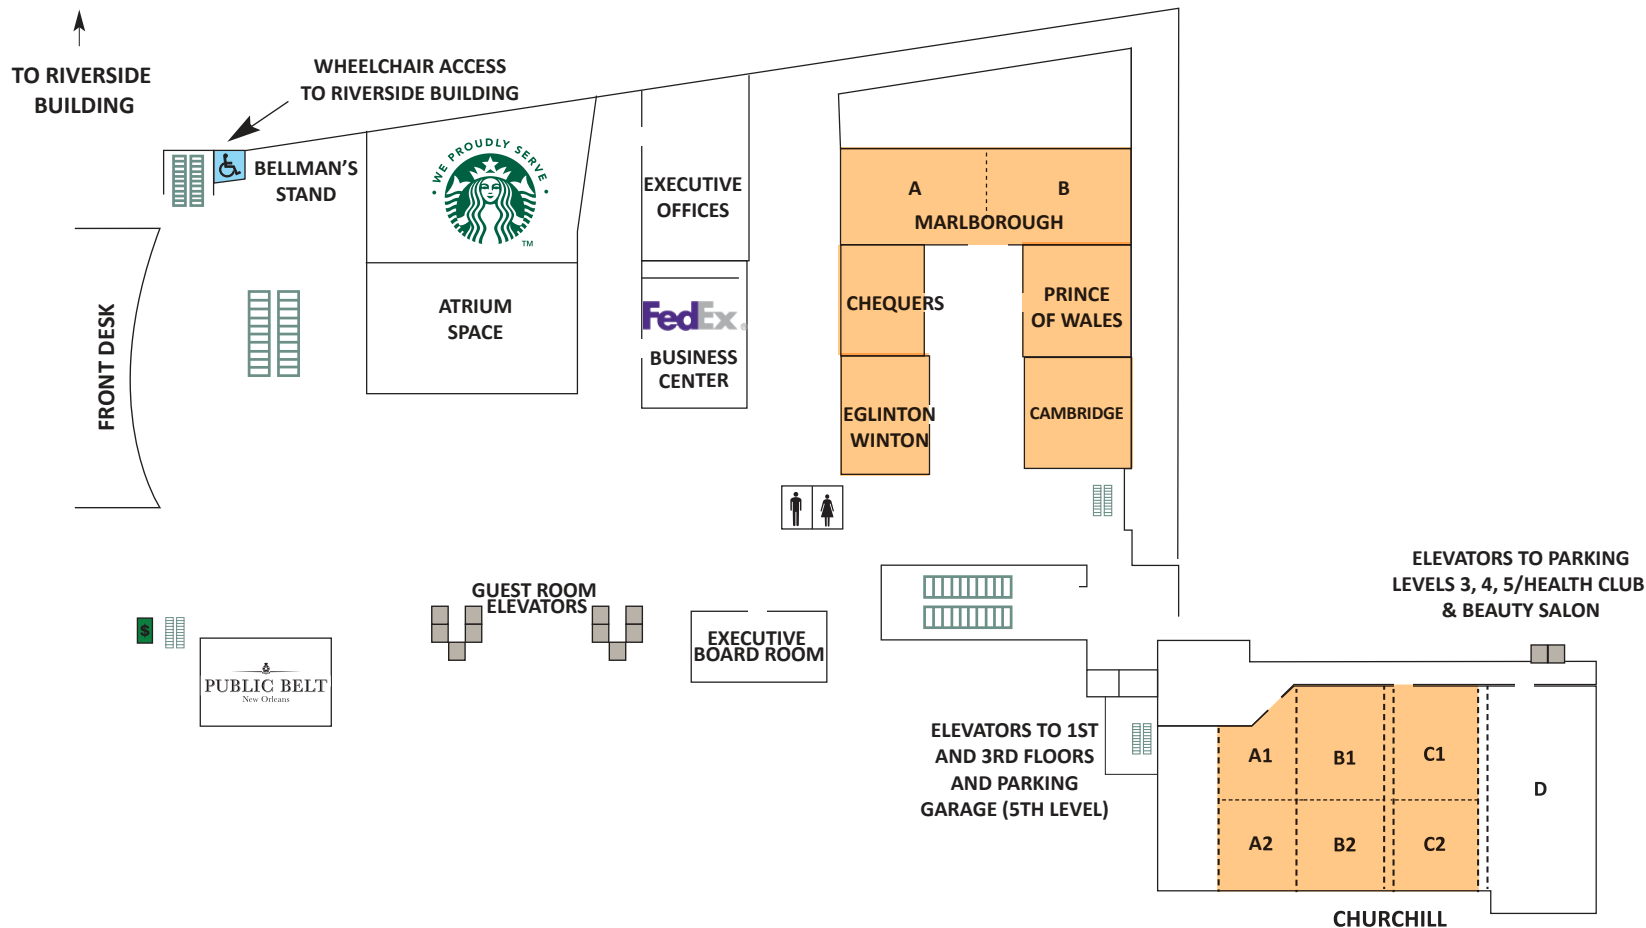 TO RIVERSIDE
BUILDING
WHEELCHAIR ACCESS
TO RIVERSIDE BUILDING
BELLMAN'S
STAND
• WE PROUDLY SERVE •
TM
EXECUTIVE
OFFICES
A
B
MARLBOROUGH
FRONT DESK
ATRIUM
SPACE
FedEx®
BUSINESS
CENTER
CHEQUERS
PRINCE
OF WALES
EGLINTON
WINTON
CAMBRIDGE
$
PUBLIC BELT
New Orleans
GUEST ROOM
ELEVATORS
EXECUTIVE
BOARD ROOM
ELEVATORS TO PARKING
LEVELS 3, 4, 5/HEALTH CLUB
& BEAUTY SALON
ELEVATORS TO 1ST
AND 3RD FLOORS
AND PARKING
GARAGE (5TH LEVEL)
A1
B1
C1
D
A2
B2
C2
CHURCHILL